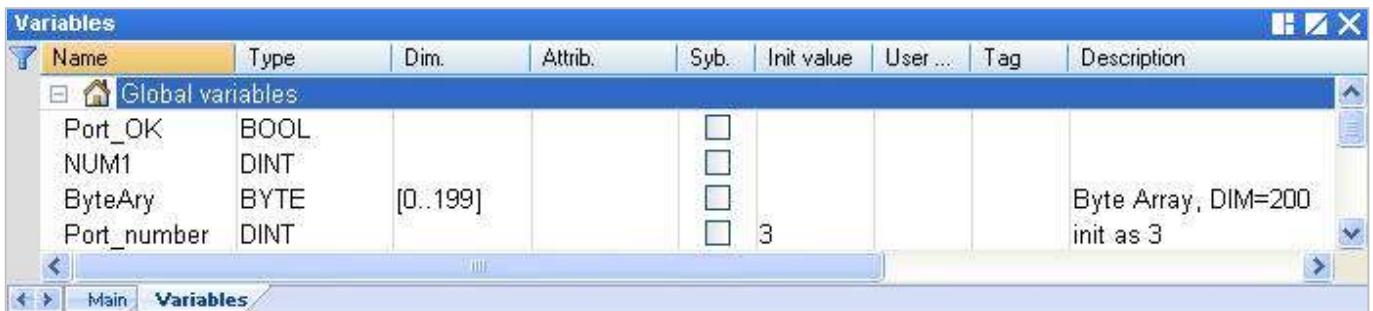 Variables
Name Type Dim. Attrib. Syb. Init value User ... Tag Description
Global variables
Port_OK BOOL
NUM1 DINT
ByteAry BYTE [0..199] Byte Array, DIM=200
Port_number DINT 3 init as 3
Main Variables